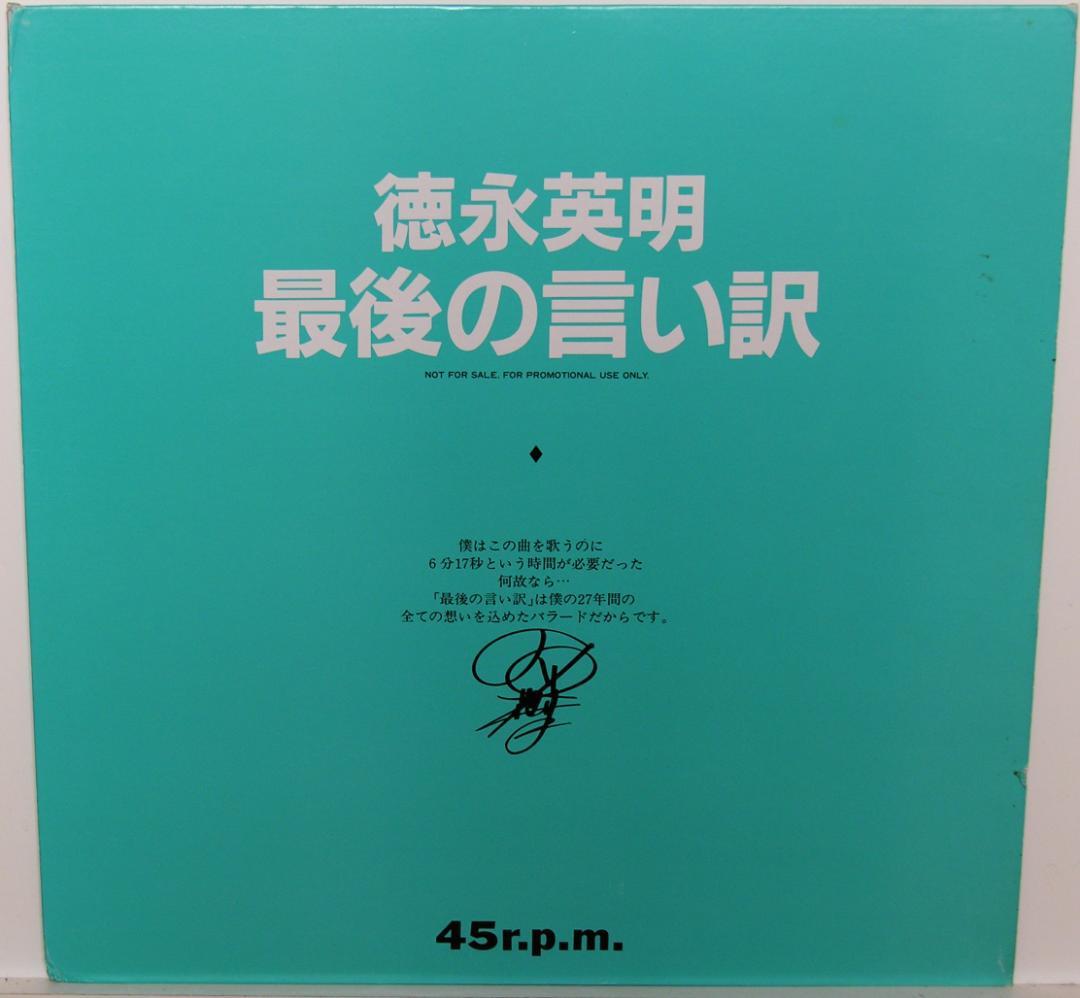 徳永英明
最後の言い訳
NOT FOR SALE. FOR PROMOTIONAL USE ONLY.
僕はこの曲を歌うのに
6分17秒という時間が必要だった
何故なら…
「最後の言い訳」は僕の27年間の
全ての想いを込めたバラードだからです。
45r.p.m.